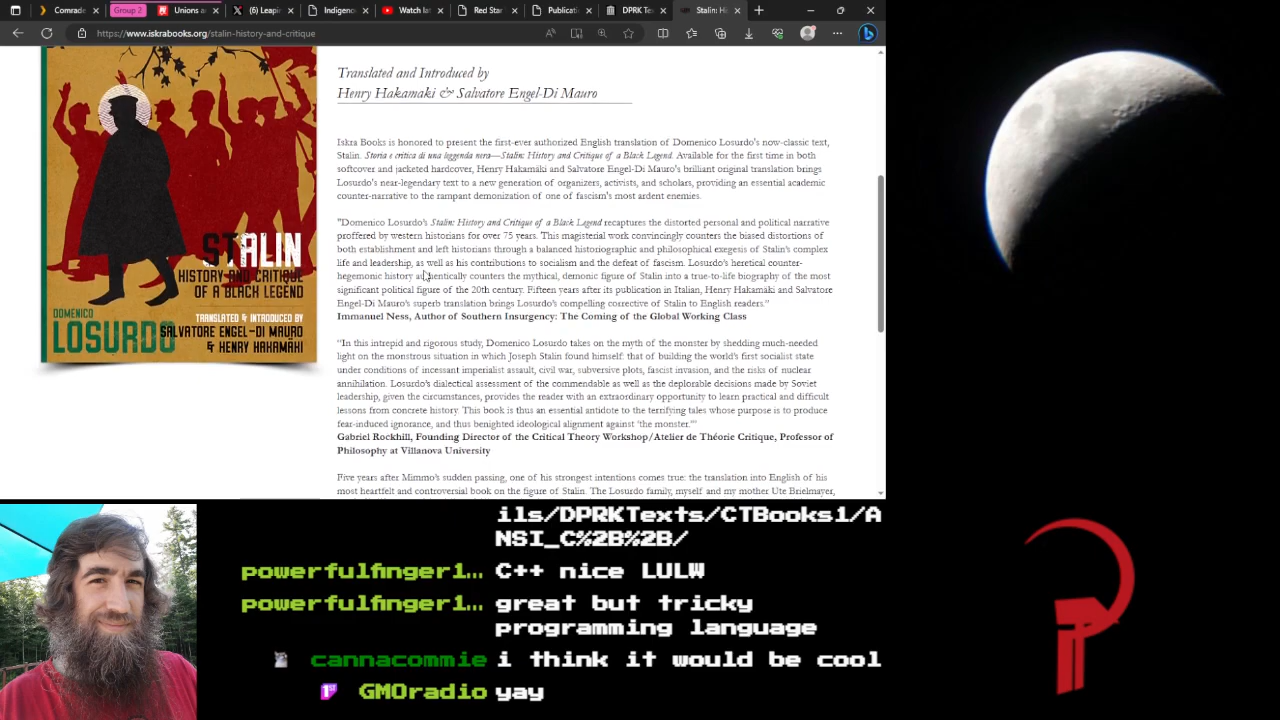 Comrade
Group 2
Unions a
(6) (Leapi
Indigeno
Watch la
Red Star
Publicati
DPRK Te
Stalin: Hi
https://www.iskrabooks.org/stalin-history-and-critique
STALIN
HISTORY AND CRITIQUE
OF A BLACK LEGEND
TRANSLATED & INTRODUCED BY
DOMENICO
LOSURDO
SALVATORE ENGEL-DI MAURO
& HENRY HAKAMÄKI
Translated and Introduced by
Henry Hakamaki & Salvatore Engel-Di Mauro
Iskra Books is honored to present the first-ever authorized English translation of Domenico Losurdo's now-classic text,
Stalin. Storia e critica di una leggenda nera—Stalin: History and Critique of a Black Legend. Available for the first time in both
softcover and jacketed hardcover, Henry Hakamäki and Salvatore Engel-Di Mauro's brilliant original translation brings
Losurdo's near-legendary text to a new generation of organizers, activists, and scholars, providing an essential academic
counter-narrative to the rampant demonization of one of fascism's most ardent enemies.
"Domenico Losurdo's Stalin: History and Critique of a Black Legend recaptures the distorted personal and political narrative
proffered by western historians for over 75 years. This magisterial work convincingly counters the biased distortions of
both establishment and left historians through a balanced historiographic and philosophical exegesis of Stalin's complex
life and leadership, as well as his contributions to socialism and the defeat of fascism. Losurdo's heretical counter-
hegemonic history authentically counters the mythical, demonic figure of Stalin into a true-to-life biography of the most
significant political figure of the 20th century. Fifteen years after its publication in Italian, Henry Hakamäki and Salvatore
Engel-Di Mauro's superb translation brings Losurdo's compelling corrective of Stalin to English readers."
Immanuel Ness, Author of Southern Insurgency: The Coming of the Global Working Class
"In this intrepid and rigorous study, Domenico Losurdo takes on the myth of the monster by shedding much-needed
light on the monstrous situation in which Joseph Stalin found himself: that of building the world's first socialist state
under conditions of incessant imperialist assault, civil war, subversive plots, fascist invasion, and the risks of nuclear
annihilation. Losurdo's dialectical assessment of the commendable as well as the deplorable decisions made by Soviet
leadership, given the circumstances, provides the reader with an extraordinary opportunity to learn practical and difficult
lessons from concrete history. This book is thus an essential antidote to the terrifying tales whose purpose is to produce
fear-induced ignorance, and thus benighted ideological alignment against 'the monster.'"
Gabriel Rockhill, Founding Director of the Critical Theory Workshop/Atelier de Théorie Critique, Professor of
Philosophy at Villanova University
Five years after Mimmo's sudden passing, one of his strongest intentions comes true: the translation into English of his
most heartfelt and controversial book on the figure of Stalin. The Losurdo family, myself and my mother Ute Brielmayer,
ils/DPRKTexts/CTBooks1/A
NSI_C%2B%2B/
powerfulfinger1... C++ nice LULW
powerfulfinger1... great but tricky
programming language
cannacommie i think it would be cool
1st GMOradio yay